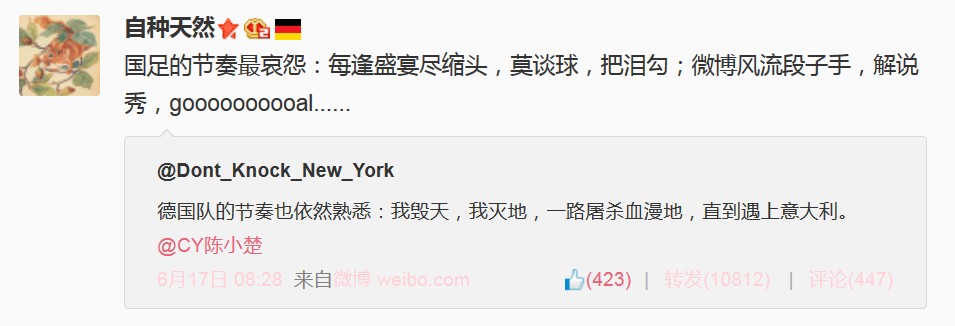 自种天然
国足的节奏最哀怨：每逢盛宴尽缩头，莫谈球，把泪勾；微博风流段子手，解说
秀，goooooooooal......
@Dont_Knock_New_York
德国队的节奏也依然熟悉：我毁天，我灭地，一路屠杀血漫地，直到遇上意大利。
@CY陈小楚
6月17日 08:28 来自微博 weibo.com (423) | 转发(10812) | 评论(447)